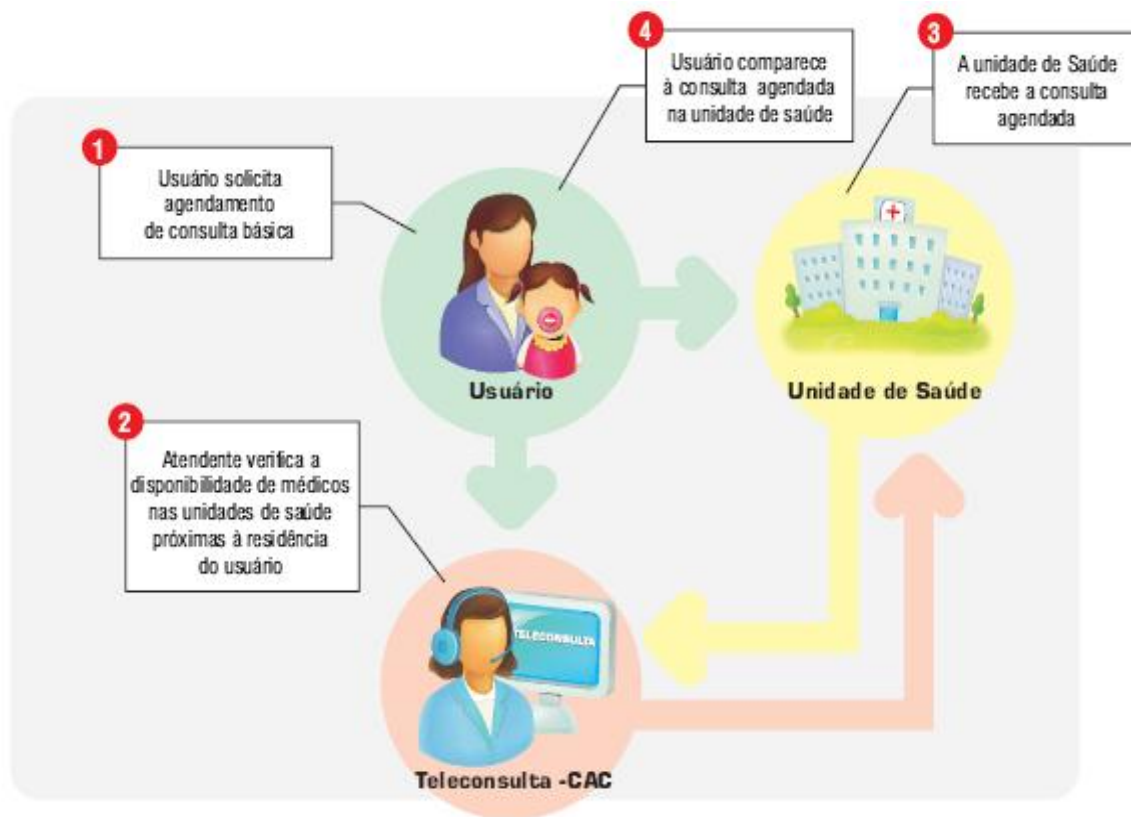 1
Usuário solicita
agendamento
de consulta básica
4
Usuário comparece
à consulta agendada
na unidade de saúde
3
A unidade de Saúde
recebe a consulta
agendada
Usuário
Unidade de Saúde
2
Atendente verifica a
disponibilidade de médicos
nas unidades de saúde
próximas à residência
do usuário
TELECONSULTA
Teleconsulta -CAC